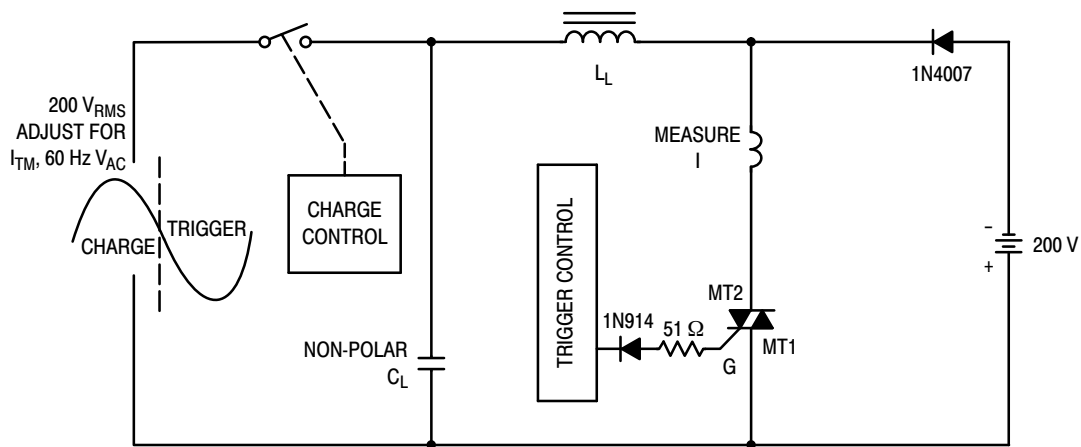 200 V_RMS
ADJUST FOR
I_TM, 60 Hz V_AC
CHARGE
TRIGGER
CHARGE
CONTROL
NON-POLAR
C_L
L_L
MEASURE
I
TRIGGER CONTROL
1N914
51 Ω
G
MT2
MT1
1N4007
-
+
200 V